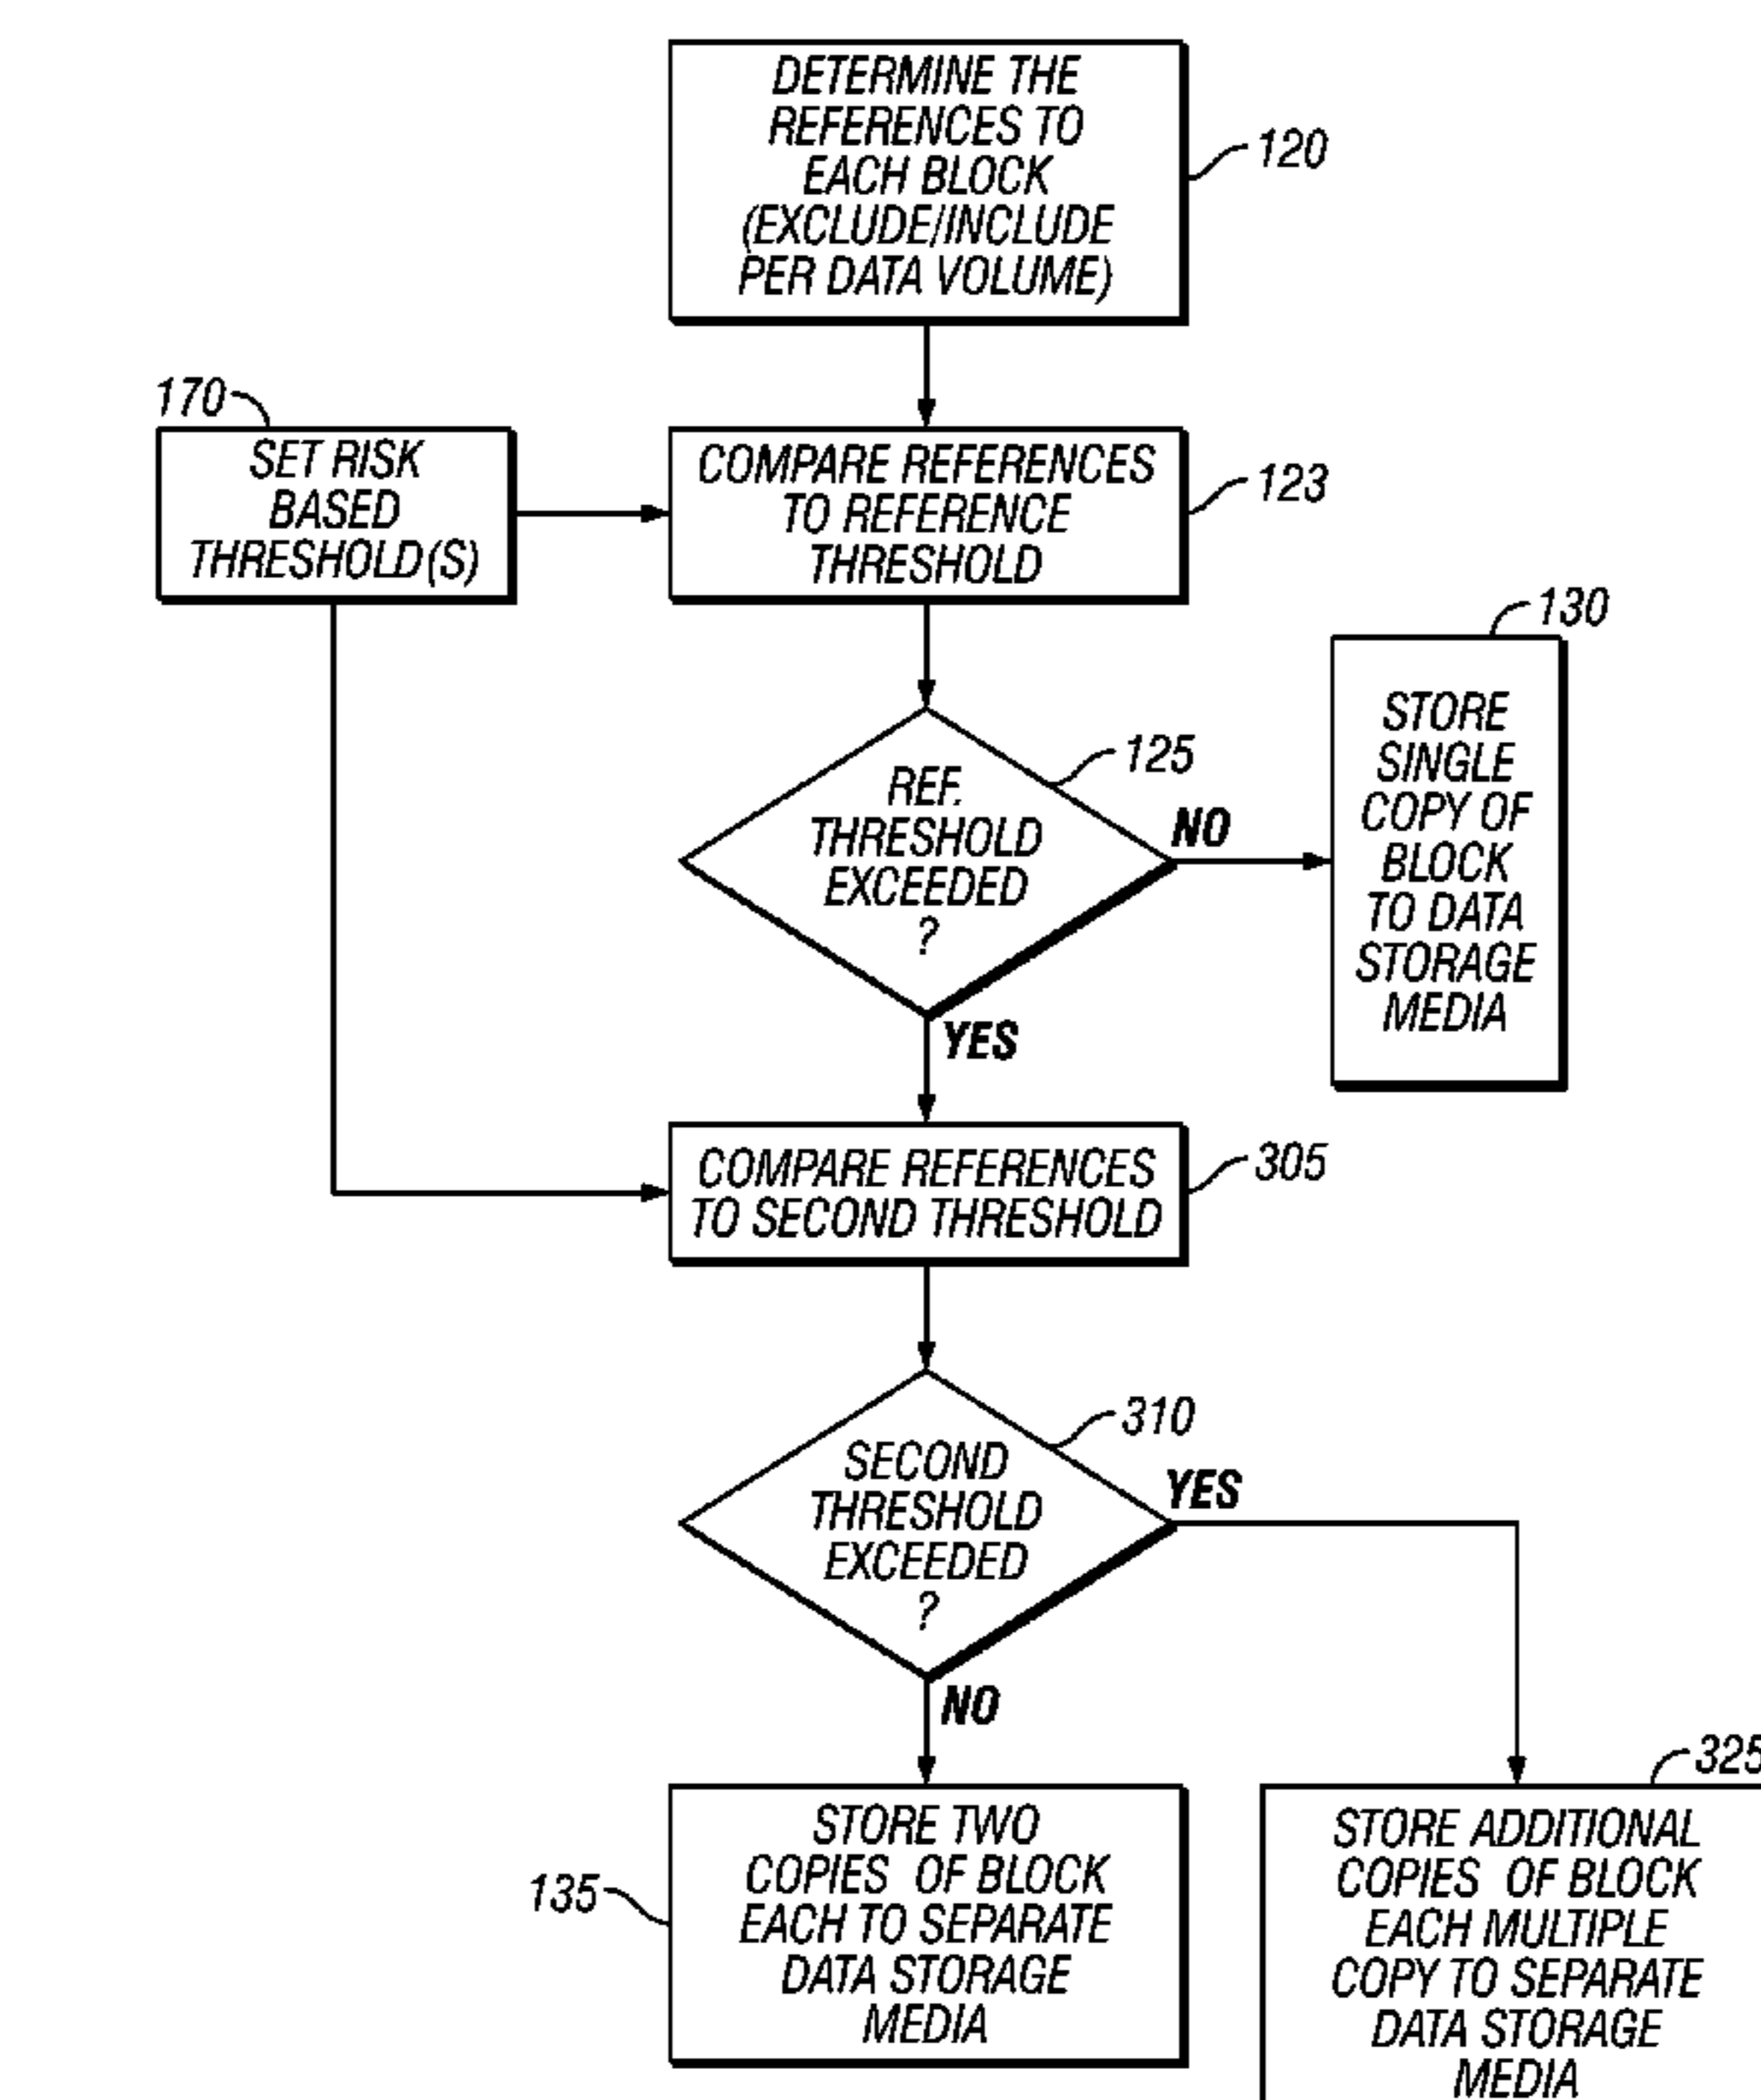 DETERMINE THE
REFERENCES TO
EACH BLOCK
(EXCLUDE/INCLUDE
PER DATA VOLUME)
120
170
SET RISK
BASED
THRESHOLD(S)
COMPARE REFERENCES
TO REFERENCE
THRESHOLD
123
130
STORE
SINGLE
COPY OF
BLOCK
TO DATA
STORAGE
MEDIA
125
REF.
THRESHOLD
EXCEEDED
?
NO
YES
COMPARE REFERENCES
TO SECOND THRESHOLD
305
310
SECOND
THRESHOLD
EXCEEDED
?
YES
NO
135
STORE TWO
COPIES OF BLOCK
EACH TO SEPARATE
DATA STORAGE
MEDIA
325
STORE ADDITIONAL
COPIES OF BLOCK
EACH MULTIPLE
COPY TO SEPARATE
DATA STORAGE
MEDIA